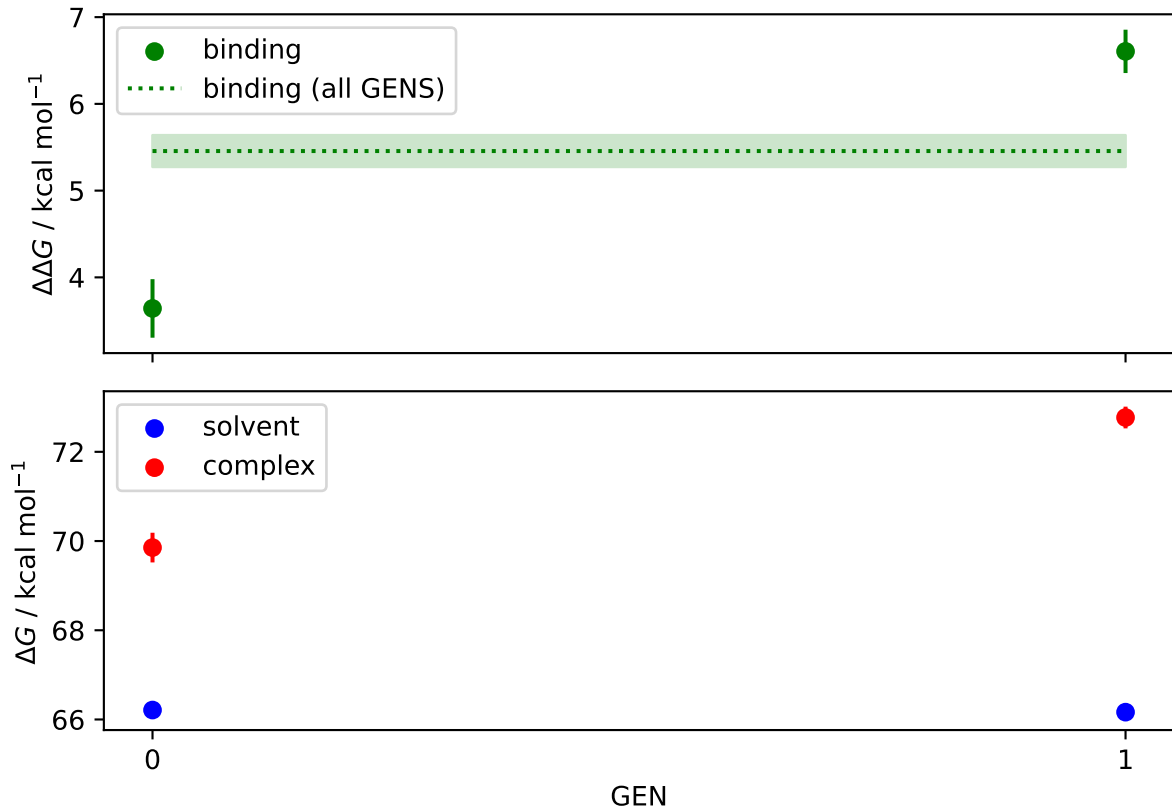 7
6
5
4
ΔΔG / kcal mol⁻¹
binding
binding (all GENS)
72
70
68
66
ΔG / kcal mol⁻¹
solvent
complex
0
1
GEN